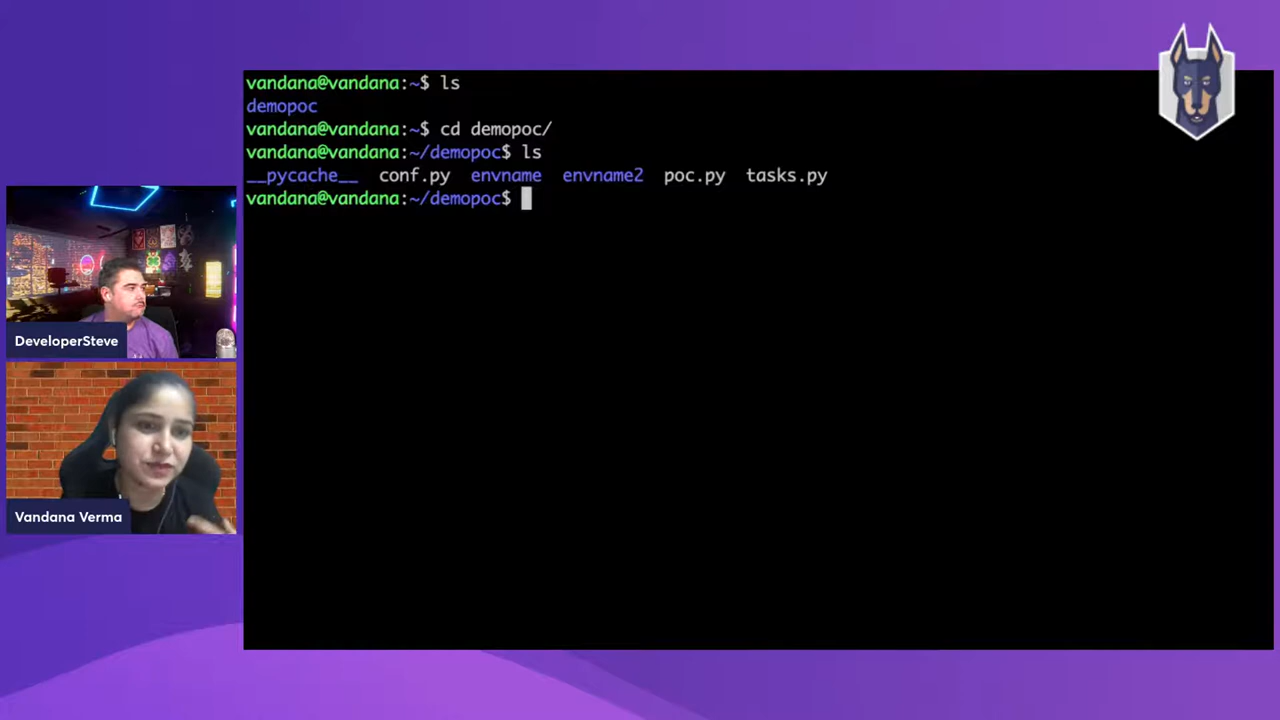 vandana@vandana:~$ ls
demopoc
vandana@vandana:~$ cd demopoc/
vandana@vandana:~/demopoc$ ls
__pycache__ conf.py envname envname2 poc.py tasks.py
vandana@vandana:~/demopoc$
DeveloperSteve
Vandana Verma